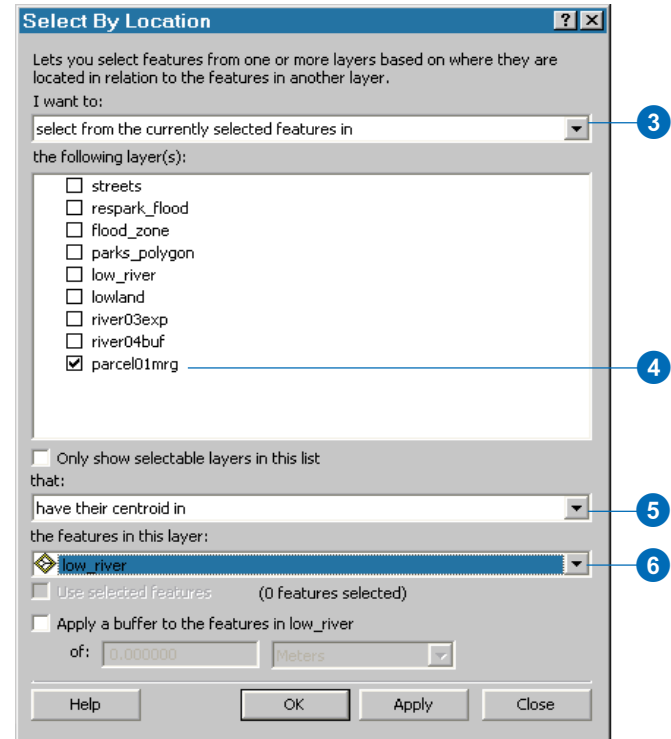 Select By Location
Lets you select features from one or more layers based on where they are
located in relation to the features in another layer.
I want to:
select from the currently selected features in
3
the following layer(s):
streets
respark_flood
flood_zone
parks_polygon
low_river
lowland
river03exp
river04buf
parcel01mrg
4
Only show selectable layers in this list
that:
have their centroid in
5
the features in this layer:
low_river
6
Use selected features (0 features selected)
Apply a buffer to the features in low_river
of: 0.000000 Meters
Help OK Apply Close